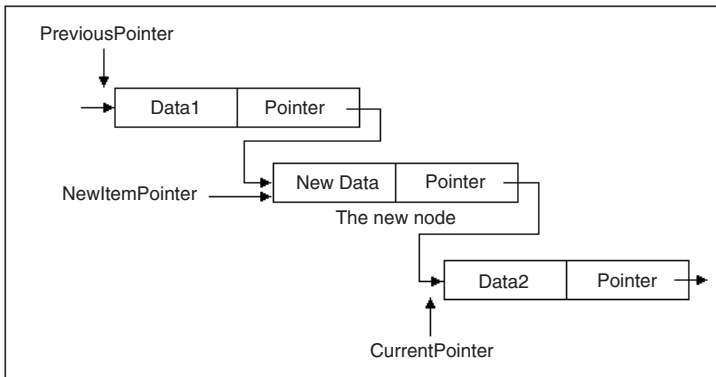 PreviousPointer
Data1 Pointer
NewItemPointer
New Data Pointer
The new node
Data2 Pointer
CurrentPointer